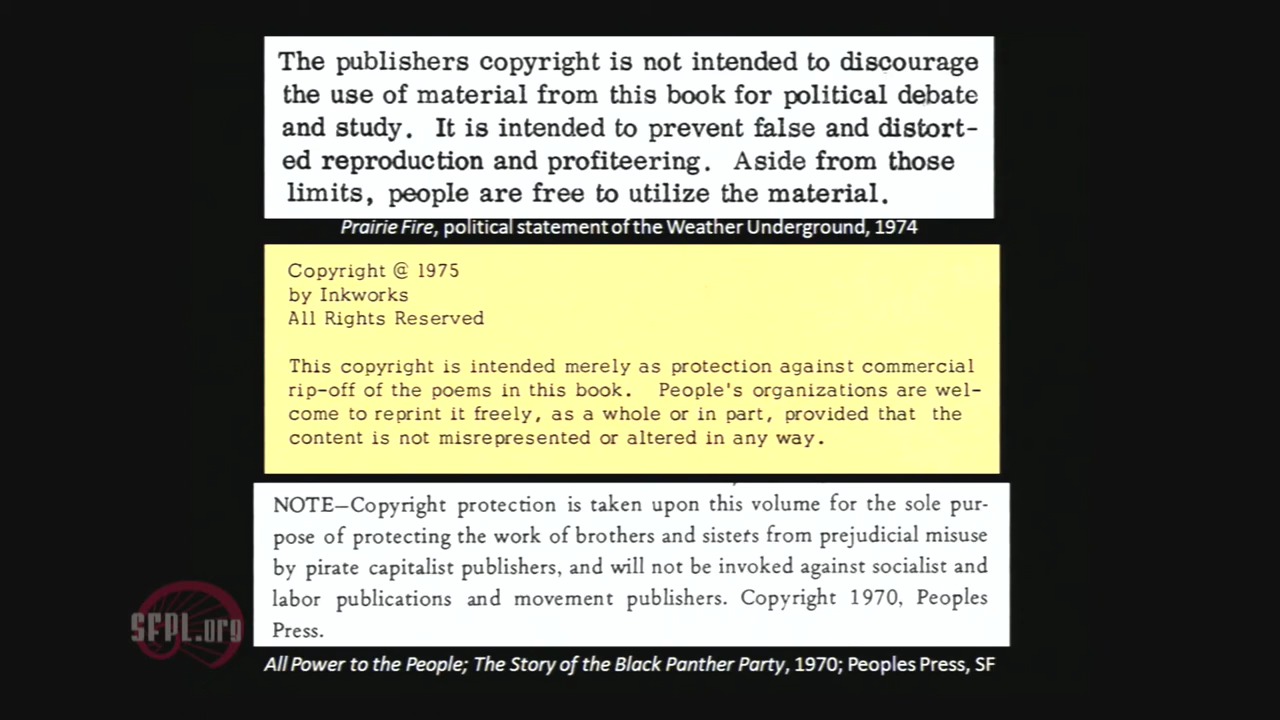 The publishers copyright is not intended to discourage
the use of material from this book for political debate
and study. It is intended to prevent false and distort-
ed reproduction and profiteering. Aside from those
limits, people are free to utilize the material.
Prairie Fire, political statement of the Weather Underground, 1974
Copyright @ 1975
by Inkworks
All Rights Reserved
This copyright is intended merely as protection against commercial
rip-off of the poems in this book. People's organizations are wel-
come to reprint it freely, as a whole or in part, provided that the
content is not misrepresented or altered in any way.
NOTE—Copyright protection is taken upon this volume for the sole pur-
pose of protecting the work of brothers and sisters from prejudicial misuse
by pirate capitalist publishers, and will not be invoked against socialist and
labor publications and movement publishers. Copyright 1970, Peoples
Press.
SFPL.org
All Power to the People; The Story of the Black Panther Party, 1970; Peoples Press, SF